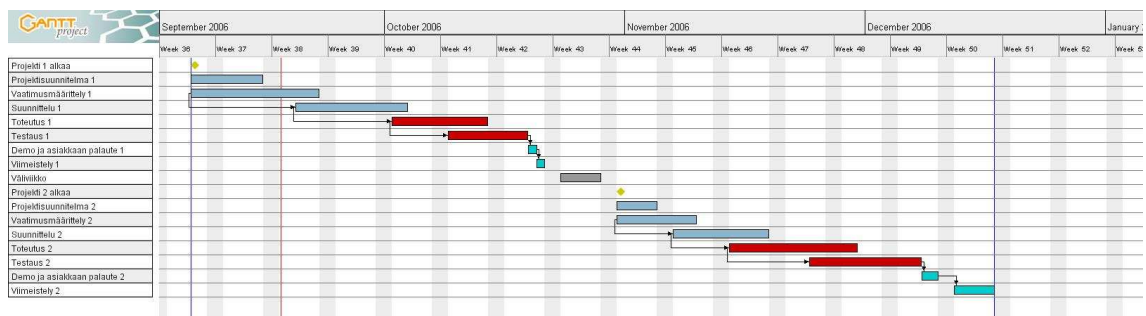 GANTT
project
September 2006
October 2006
November 2006
December 2006
January
Week 36
Week 37
Week 38
Week 39
Week 40
Week 41
Week 42
Week 43
Week 44
Week 45
Week 46
Week 47
Week 48
Week 49
Week 50
Week 51
Week 52
Week
Projekti 1 alkaa
Projektisuunnitelma 1
Vaatimusmäärittely 1
Suunnittelu 1
Toteutus 1
Testaus 1
Demo ja asiakkaan palaute 1
Viimeistely 1
Väliviikko
Projekti 2 alkaa
Projektisuunnitelma 2
Vaatimusmäärittely 2
Suunnittelu 2
Toteutus 2
Testaus 2
Demo ja asiakkaan palaute 2
Viimeistely 2